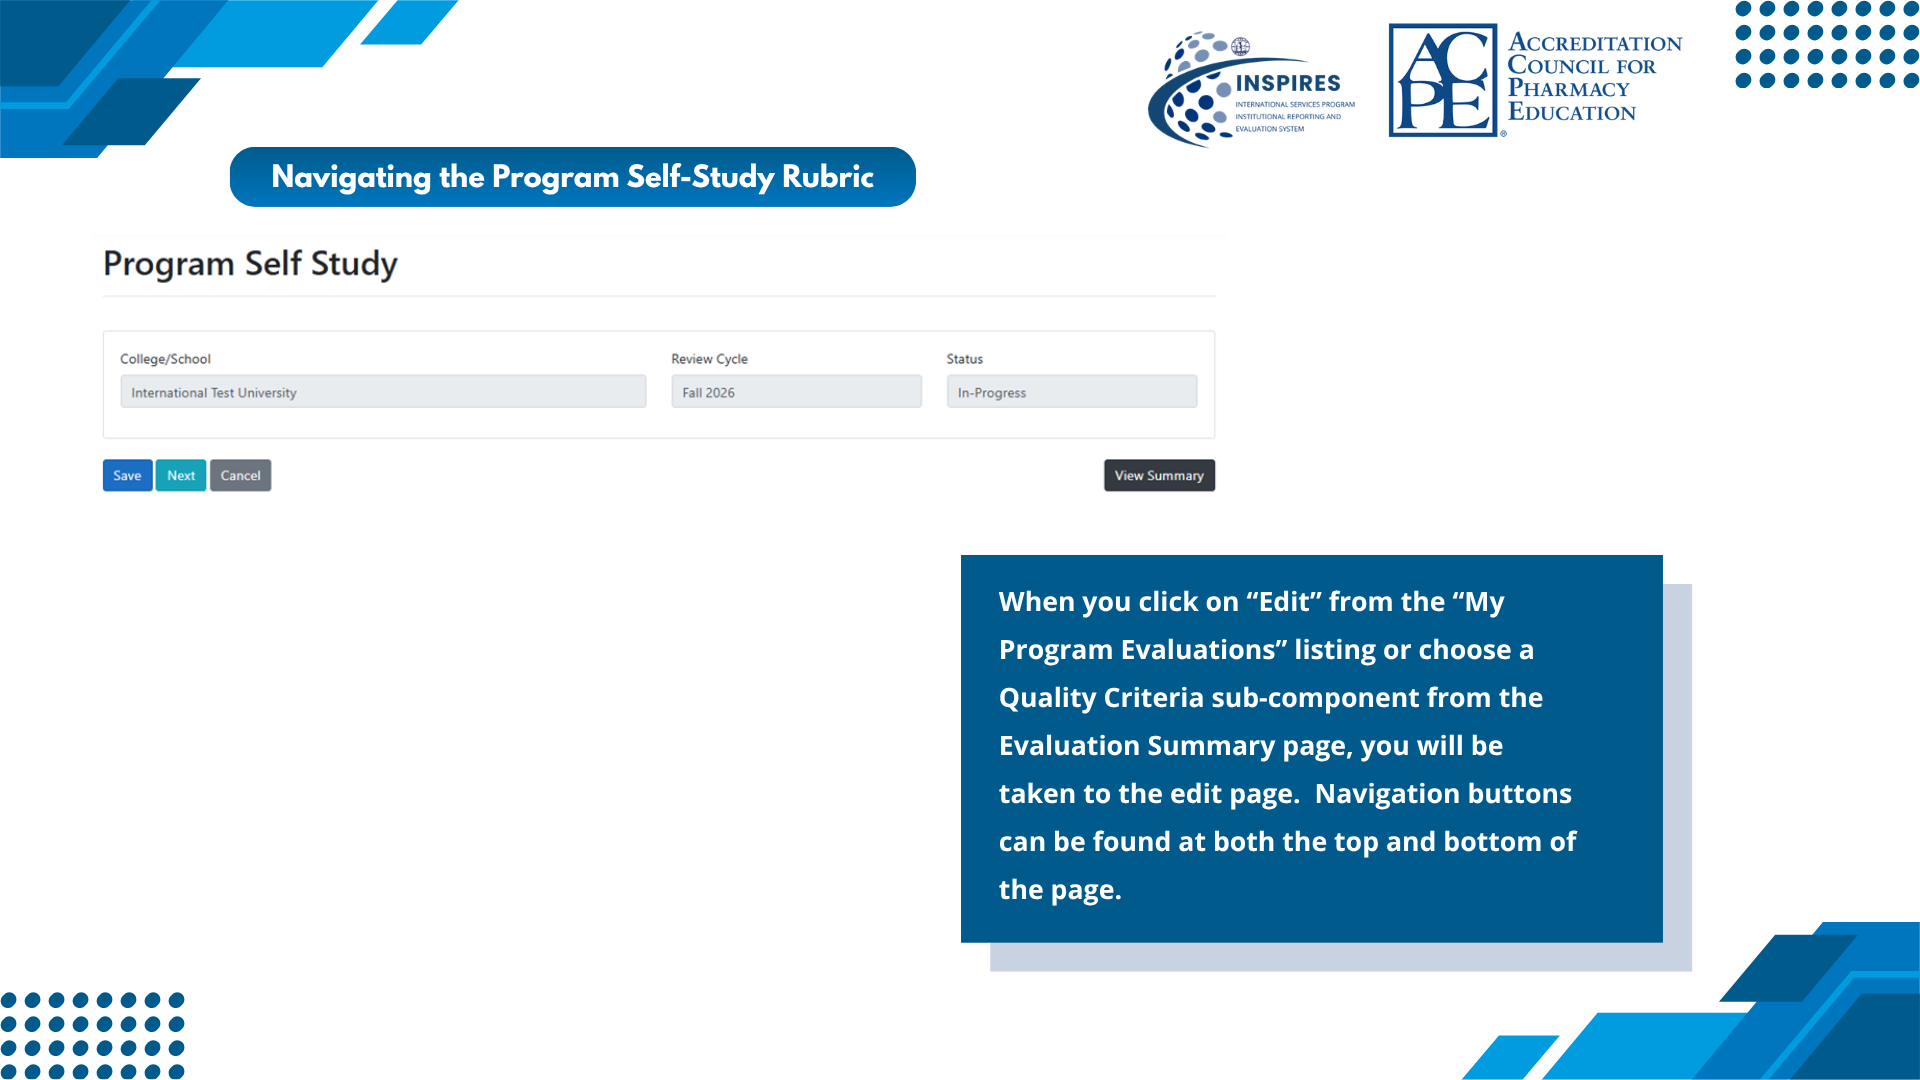 INSPIRES
INTERNATIONAL SERVICES PROGRAM
INSTITUTIONAL REPORTING AND
EVALUATION SYSTEM
ACPE
ACCREDITATION
COUNCIL FOR
PHARMACY
EDUCATION
®
Navigating the Program Self-Study Rubric
Program Self Study
College/School Review Cycle Status
International Test University Fall 2026 In-Progress
Save Next Cancel View Summary
When you click on “Edit” from the “My
Program Evaluations” listing or choose a
Quality Criteria sub-component from the
Evaluation Summary page, you will be
taken to the edit page.  Navigation buttons
can be found at both the top and bottom of
the page.